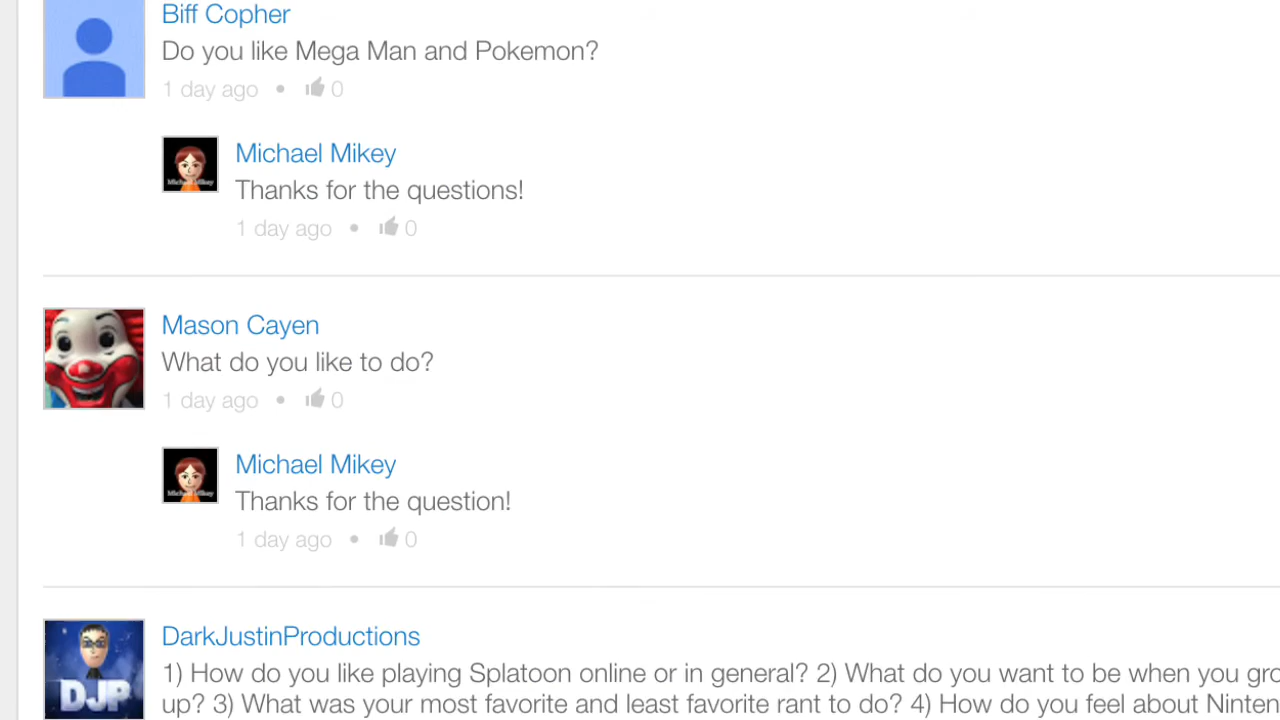 Biff Copher
Do you like Mega Man and Pokemon?
1 day ago • 0
Michael Mikey
Thanks for the questions!
1 day ago • 0
Mason Cayen
What do you like to do?
1 day ago • 0
Michael Mikey
Thanks for the question!
1 day ago • 0
DarkJustinProductions
DJP
1) How do you like playing Splatoon online or in general? 2) What do you want to be when you gro
up? 3) What was your most favorite and least favorite rant to do? 4) How do you feel about Ninten